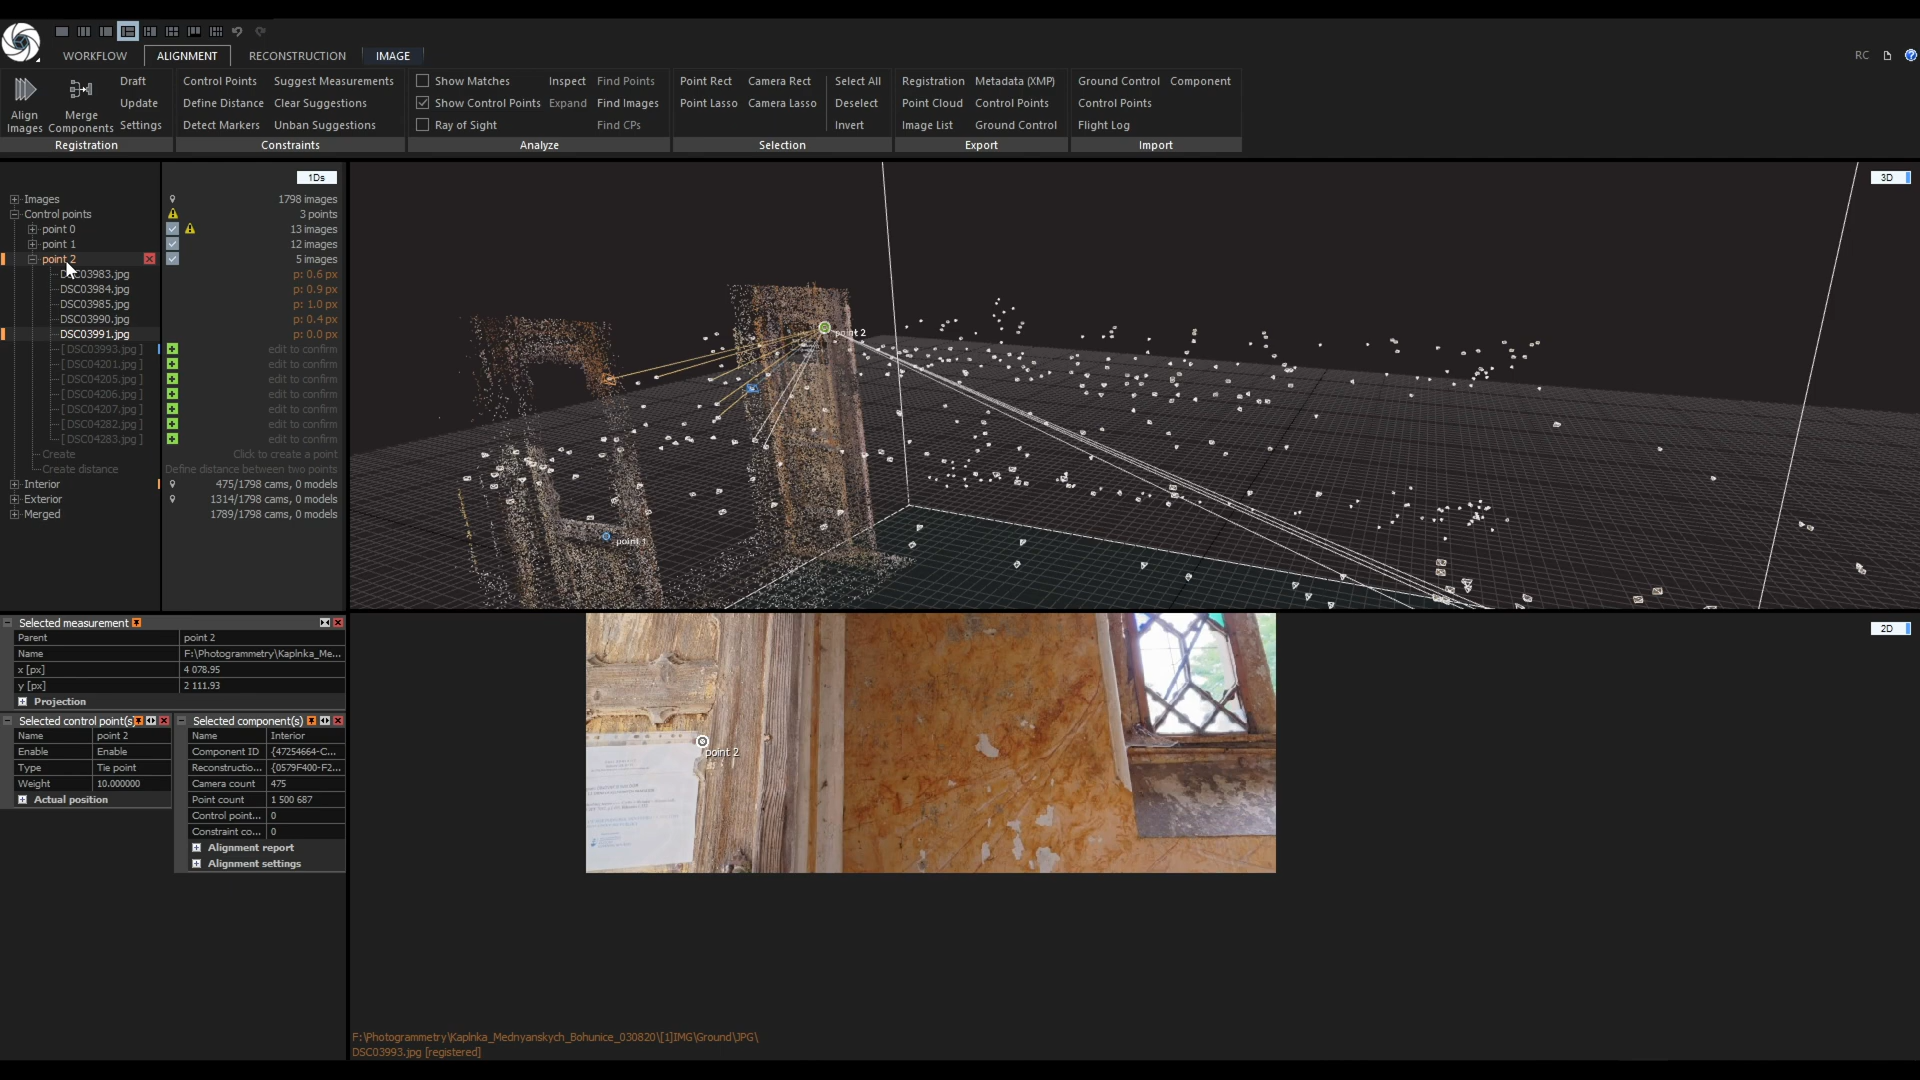 WORKFLOW ALIGNMENT RECONSTRUCTION IMAGE RC
Draft Control Points Suggest Measurements Show Matches Inspect Find Points Point Rect Camera Rect Select All Registration Metadata (XMP) Ground Control Component
Update Define Distance Clear Suggestions Show Control Points Expand Find Images Point Lasso Camera Lasso Deselect Point Cloud Control Points Control Points
Align Images Merge Components Settings Detect Markers Unban Suggestions Ray of Sight Find CPs Invert Image List Ground Control Flight Log
Registration Constraints Analyze Selection Export Import
1Ds
3D
Images 1798 images
Control points 3 points
point 0 13 images
point 1 12 images
point 2 5 images
DSC03983.jpg p: 0.6 px
DSC03984.jpg p: 0.9 px
DSC03985.jpg p: 1.0 px
DSC03990.jpg p: 0.4 px
DSC03991.jpg p: 0.0 px
[ DSC03993.jpg ] edit to confirm
[ DSC04201.jpg ] edit to confirm
[ DSC04205.jpg ] edit to confirm
[ DSC04206.jpg ] edit to confirm
[ DSC04207.jpg ] edit to confirm
[ DSC04282.jpg ] edit to confirm
[ DSC04283.jpg ] edit to confirm
Create Click to create a point
Create distance Define distance between two points
Interior 475/1798 cams, 0 models
Exterior 1314/1798 cams, 0 models
Merged 1789/1798 cams, 0 models
point 2
point 1
2D
Selected measurement
Parent point 2
Name F:\Photogrammetry\Kaplnka_Me...
x [px] 4 078.95
y [px] 2 111.93
Projection
Selected control point(s)
Name point 2
Enable Enable
Type Tie point
Weight 10.000000
Actual position
Selected component(s)
Name Interior
Component ID {47254664-C...
Reconstructio... {0579F400-F2...
Camera count 475
Point count 1 500 687
Control point... 0
Constraint co... 0
Alignment report
Alignment settings
point 2
F:\Photogrammetry\Kaplnka_Mednyanskych_Bohunice_030820\[1]IMG\Ground\JPG\
DSC03993.jpg [registered]